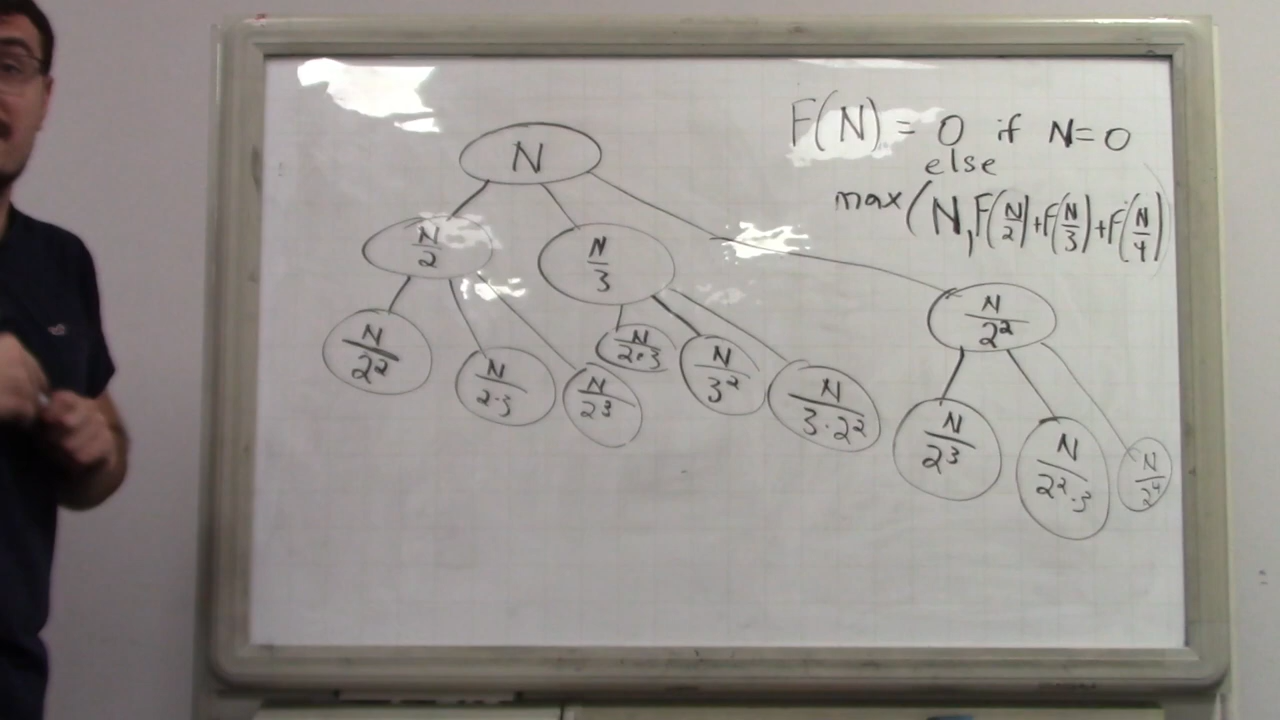 F(N) = 0 if N=0
else
max(N, F(N/2)+F(N/3)+F(N/4))
N
N/2 N/3 N/2²
N/2² N/2·3 N/2³ N/2·3 N/3² N/3·2² N/2³ N/2²·3 N/2⁴